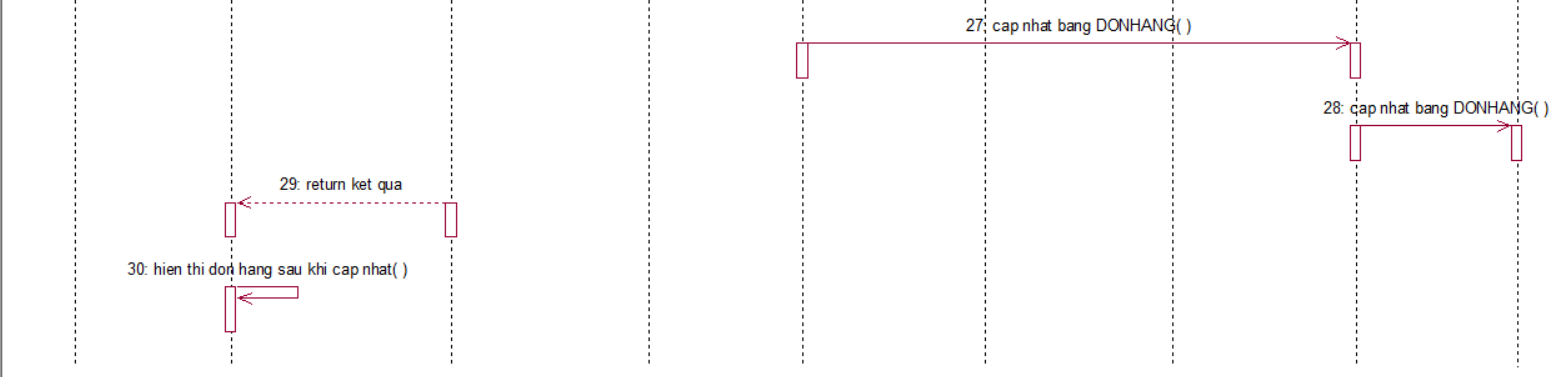 27: cap nhat bang DONHANG( )
28: cap nhat bang DONHANG( )
29: return ket qua
30: hien thi don hang sau khi cap nhat( )